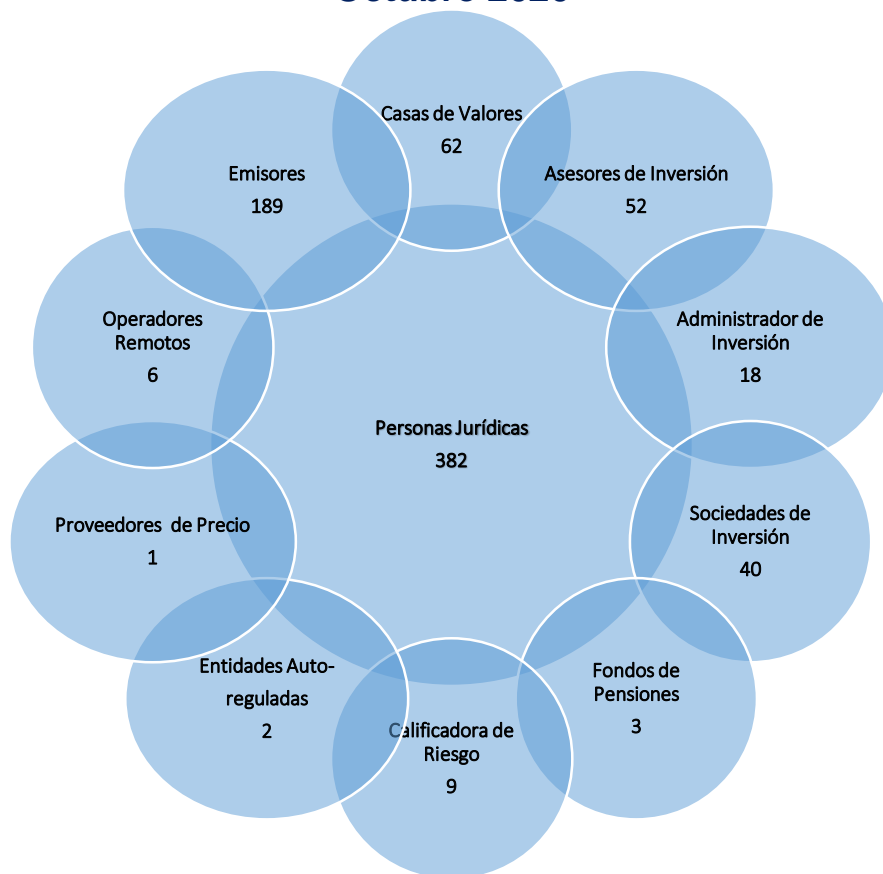 Casas de Valores
62
Asesores de Inversión
52
Administrador de
Inversión
18
Sociedades de
Inversión
40
Fondos de
Pensiones
3
Calificadora de
Riesgo
9
Entidades Auto-
reguladas
2
Proveedores de Precio
1
Operadores
Remotos
6
Emisores
189
Personas Jurídicas
382